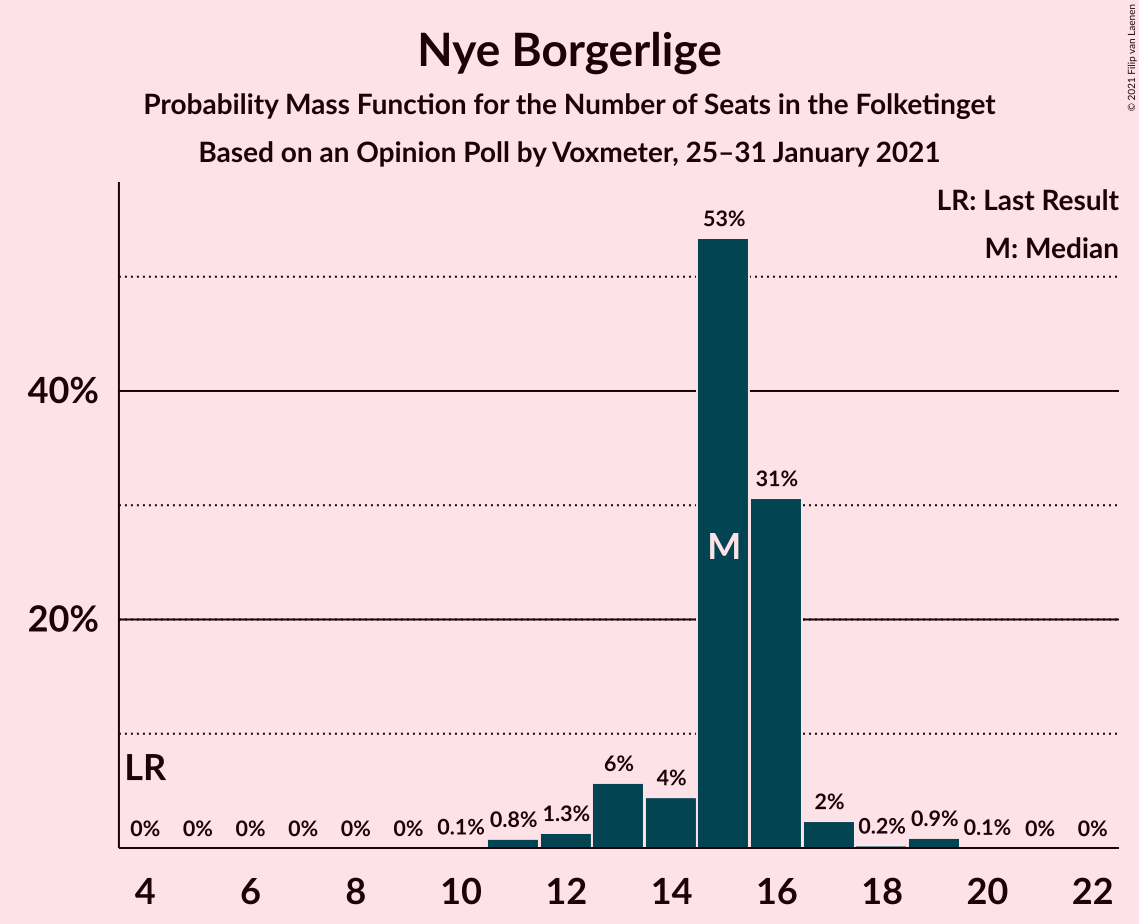 Nye Borgerlige
Probability Mass Function for the Number of Seats in the Folketinget
Based on an Opinion Poll by Voxmeter, 25–31 January 2021
© 2021 Filip van Laenen
LR: Last Result
M: Median
53%
40%
31%
M
20%
LR
6%
4%
2%
0% 0% 0% 0% 0% 0% 0.1% 0.8% 1.3% 0.2% 0.9% 0.1% 0% 0%
4 6 8 10 12 14 16 18 20 22